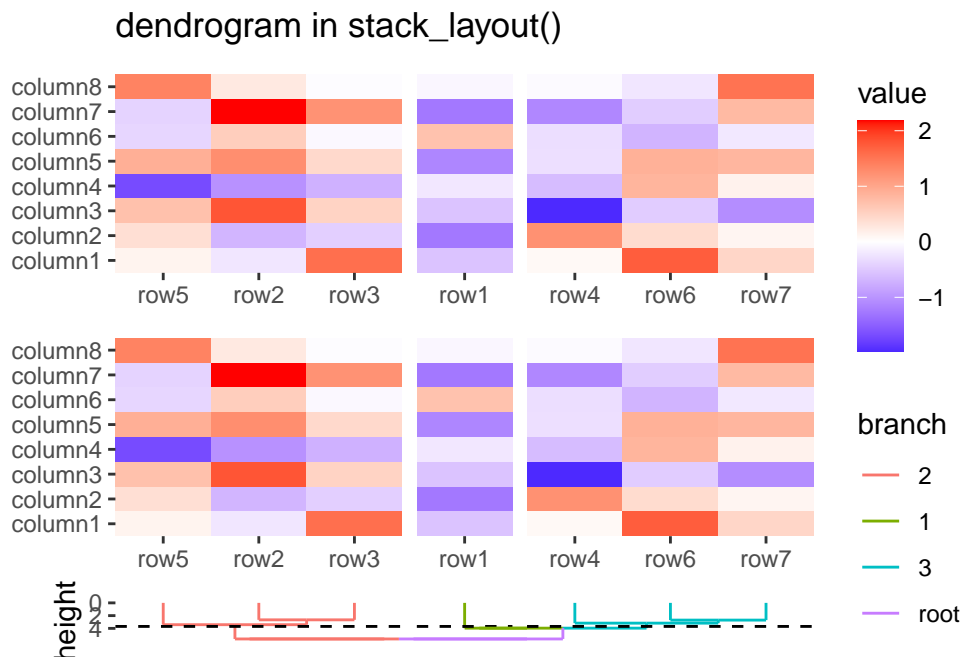 dendrogram in stack_layout()
column8
column7
column6
column5
column4
column3
column2
column1
row5 row2 row3 row1 row4 row6 row7
value
2
1
0
−1
column8
column7
column6
column5
column4
column3
column2
column1
row5 row2 row3 row1 row4 row6 row7
branch
2
1
3
root
height
0
2
4